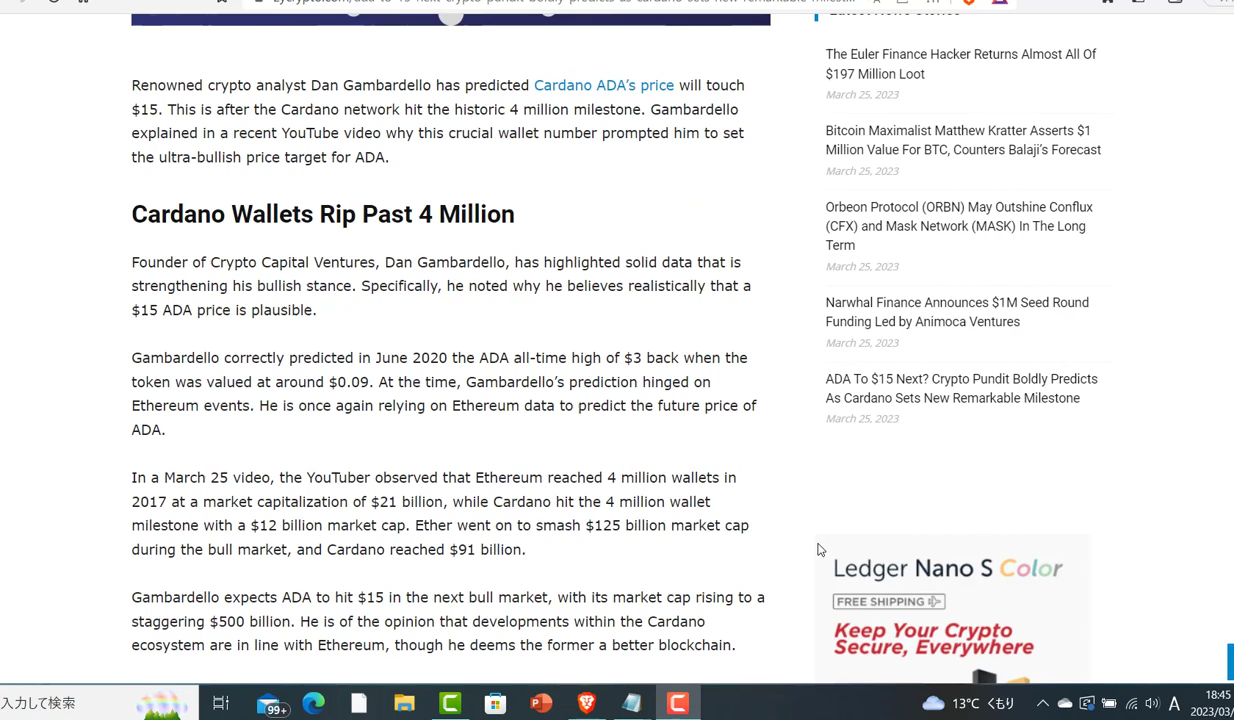 Renowned crypto analyst Dan Gambardello has predicted Cardano ADA's price will touch
$15. This is after the Cardano network hit the historic 4 million milestone. Gambardello
explained in a recent YouTube video why this crucial wallet number prompted him to set
the ultra-bullish price target for ADA.
Cardano Wallets Rip Past 4 Million
Founder of Crypto Capital Ventures, Dan Gambardello, has highlighted solid data that is
strengthening his bullish stance. Specifically, he noted why he believes realistically that a
$15 ADA price is plausible.
Gambardello correctly predicted in June 2020 the ADA all-time high of $3 back when the
token was valued at around $0.09. At the time, Gambardello's prediction hinged on
Ethereum events. He is once again relying on Ethereum data to predict the future price of
ADA.
In a March 25 video, the YouTuber observed that Ethereum reached 4 million wallets in
2017 at a market capitalization of $21 billion, while Cardano hit the 4 million wallet
milestone with a $12 billion market cap. Ether went on to smash $125 billion market cap
during the bull market, and Cardano reached $91 billion.
Gambardello expects ADA to hit $15 in the next bull market, with its market cap rising to a
staggering $500 billion. He is of the opinion that developments within the Cardano
ecosystem are in line with Ethereum, though he deems the former a better blockchain.
The Euler Finance Hacker Returns Almost All Of
$197 Million Loot
March 25, 2023
Bitcoin Maximalist Matthew Kratter Asserts $1
Million Value For BTC, Counters Balaji's Forecast
March 25, 2023
Orbeon Protocol (ORBN) May Outshine Conflux
(CFX) and Mask Network (MASK) In The Long
Term
March 25, 2023
Narwhal Finance Announces $1M Seed Round
Funding Led by Animoca Ventures
March 25, 2023
ADA To $15 Next? Crypto Pundit Boldly Predicts
As Cardano Sets New Remarkable Milestone
March 25, 2023
Ledger Nano S Color
FREE SHIPPING
Keep Your Crypto
Secure, Everywhere
入力して検索
99+
13°C くもり
A
18:45
2023/03/